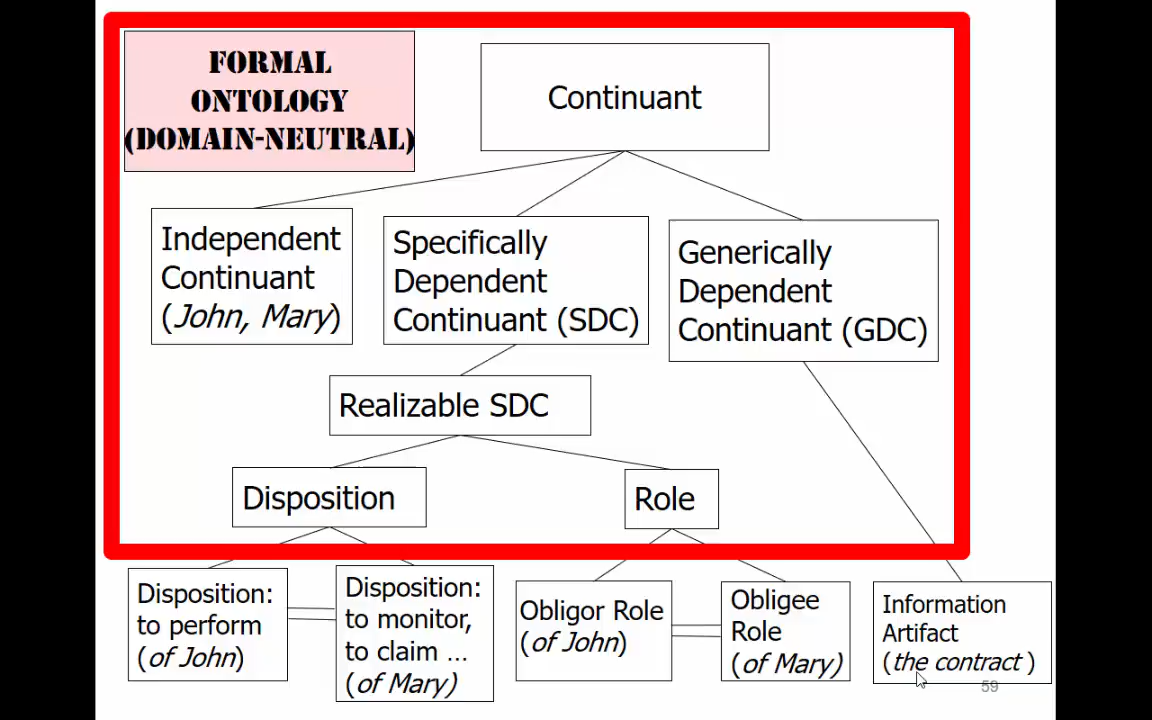 FORMAL
ONTOLOGY
(DOMAIN-NEUTRAL)
Continuant
Independent
Continuant
(John, Mary)
Specifically
Dependent
Continuant (SDC)
Generically
Dependent
Continuant (GDC)
Realizable SDC
Disposition
Role
Disposition:
to perform
(of John)
Disposition:
to monitor,
to claim ...
(of Mary)
Obligor Role
(of John)
Obligee
Role
(of Mary)
Information
Artifact
(the contract )
59